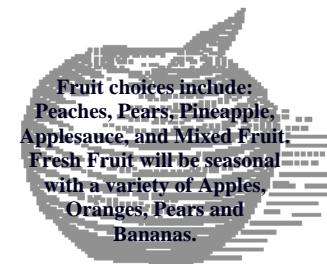 Fruit choices include:
Peaches, Pears, Pineapple,
Applesauce, and Mixed Fruit.
Fresh Fruit will be seasonal
with a variety of Apples,
Oranges, Pears and
Bananas.